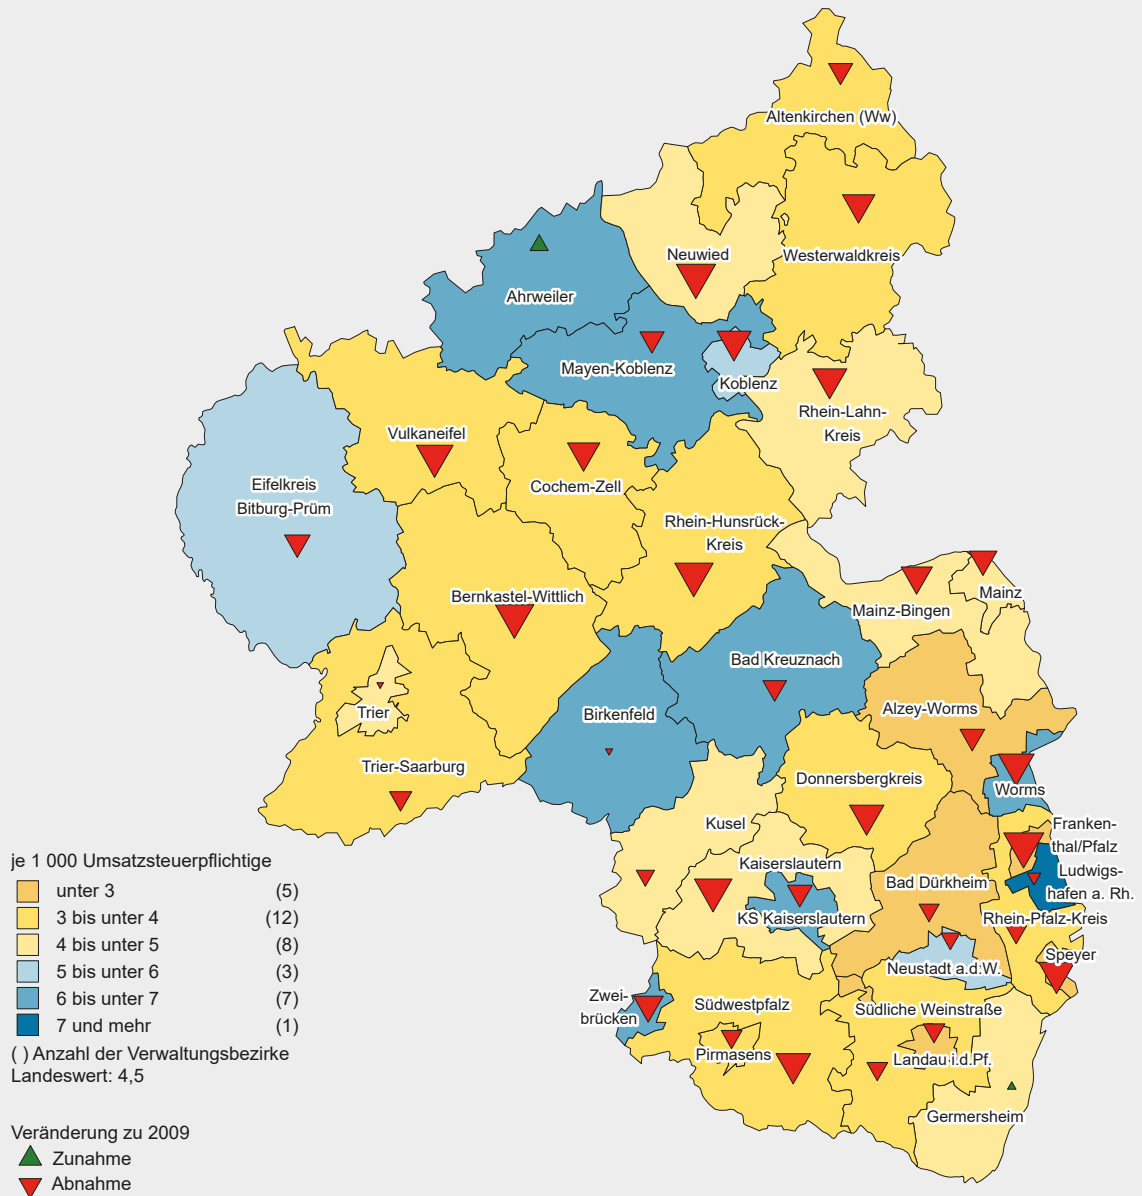 Altenkirchen (Ww)
Neuwied
Westerwaldkreis
Ahrweiler
Mayen-Koblenz
Koblenz
Rhein-Lahn-
Kreis
Vulkaneifel
Cochem-Zell
Eifelkreis
Bitburg-Prüm
Rhein-Hunsrück-
Kreis
Bernkastel-Wittlich
Mainz
Mainz-Bingen
Bad Kreuznach
Trier
Birkenfeld
Alzey-Worms
Trier-Saarburg
Donnersbergkreis
Worms
Kusel
Franken-
thal/Pfalz
Kaiserslautern
Ludwigs-
hafen a. Rh.
Bad Dürkheim
KS Kaiserslautern
Rhein-Pfalz-Kreis
Speyer
Neustadt a.d.W.
Zwei-
brücken
Südwestpfalz
Südliche Weinstraße
Pirmasens
Landau i.d.Pf.
Germersheim
je 1 000 Umsatzsteuerpflichtige
unter 3 (5)
3 bis unter 4 (12)
4 bis unter 5 (8)
5 bis unter 6 (3)
6 bis unter 7 (7)
7 und mehr (1)
( ) Anzahl der Verwaltungsbezirke
Landeswert: 4,5
Veränderung zu 2009
Zunahme
Abnahme